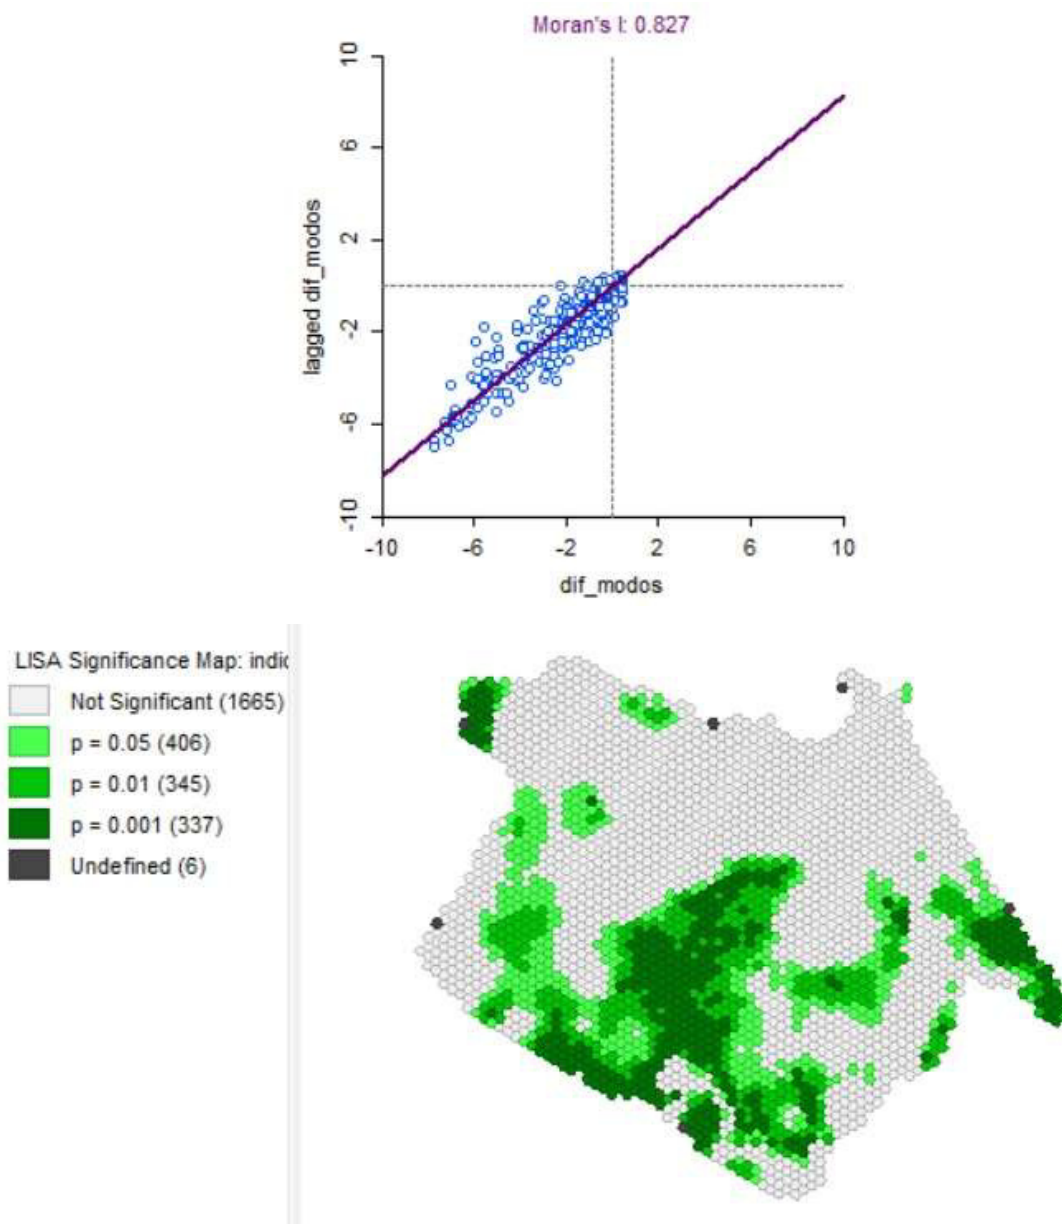 Moran's I: 0.827
10
6
2
-2
-6
-10
lagged dif_modos
-10 -6 -2 2 6 10
dif_modos
LISA Significance Map: indic
Not Significant (1665)
p = 0.05 (406)
p = 0.01 (345)
p = 0.001 (337)
Undefined (6)